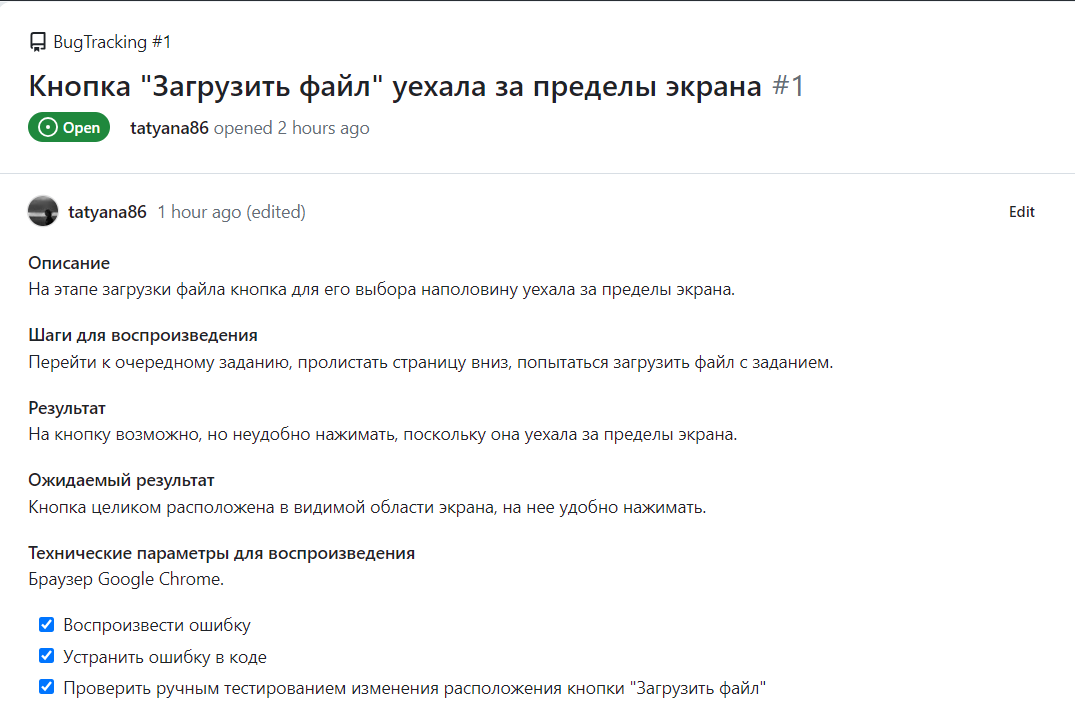 BugTracking #1
Кнопка "Загрузить файл" уехала за пределы экрана #1
Open tatyana86 opened 2 hours ago
tatyana86 1 hour ago (edited) Edit
Описание
На этапе загрузки файла кнопка для его выбора наполовину уехала за пределы экрана.
Шаги для воспроизведения
Перейти к очередному заданию, пролистать страницу вниз, попытаться загрузить файл с заданием.
Результат
На кнопку возможно, но неудобно нажимать, поскольку она уехала за пределы экрана.
Ожидаемый результат
Кнопка целиком расположена в видимой области экрана, на нее удобно нажимать.
Технические параметры для воспроизведения
Браузер Google Chrome.
Воспроизвести ошибку
Устранить ошибку в коде
Проверить ручным тестированием изменения расположения кнопки "Загрузить файл"